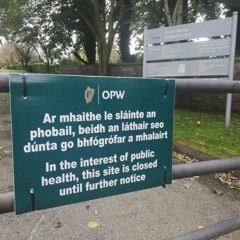 OPW
Ar mhaithe le sláinte an
phobail, beidh an láthair seo
dúnta go bhfógrófar a mhalairt
In the interest of public
health, this site is closed
until further notice